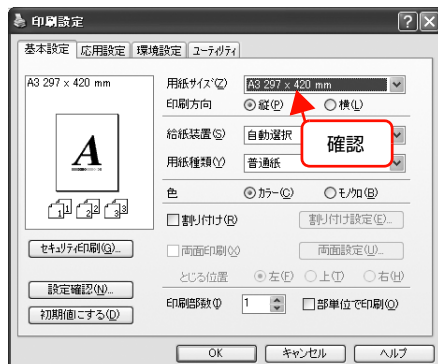 印刷設定
基本設定 応用設定 環境設定 ユーティリティ
A3 297 x 420 mm
用紙サイズ(Z) A3 297 x 420 mm
印刷方向 縦(P) 横(L)
給紙装置(S) 自動選択
確認
用紙種類(Y) 普通紙
A
色 カラー(C) モノクロ(B)
1 1 2 2 3 3
割り付け(R) 割り付け設定(E)...
セキュリティ印刷(G)... 両面印刷(X) 両面設定(U)...
とじる位置 左(F) 上(T) 右(H)
設定確認(N)...
印刷部数(I) 1 部単位で印刷(O)
初期値にする(D)
OK キャンセル ヘルプ